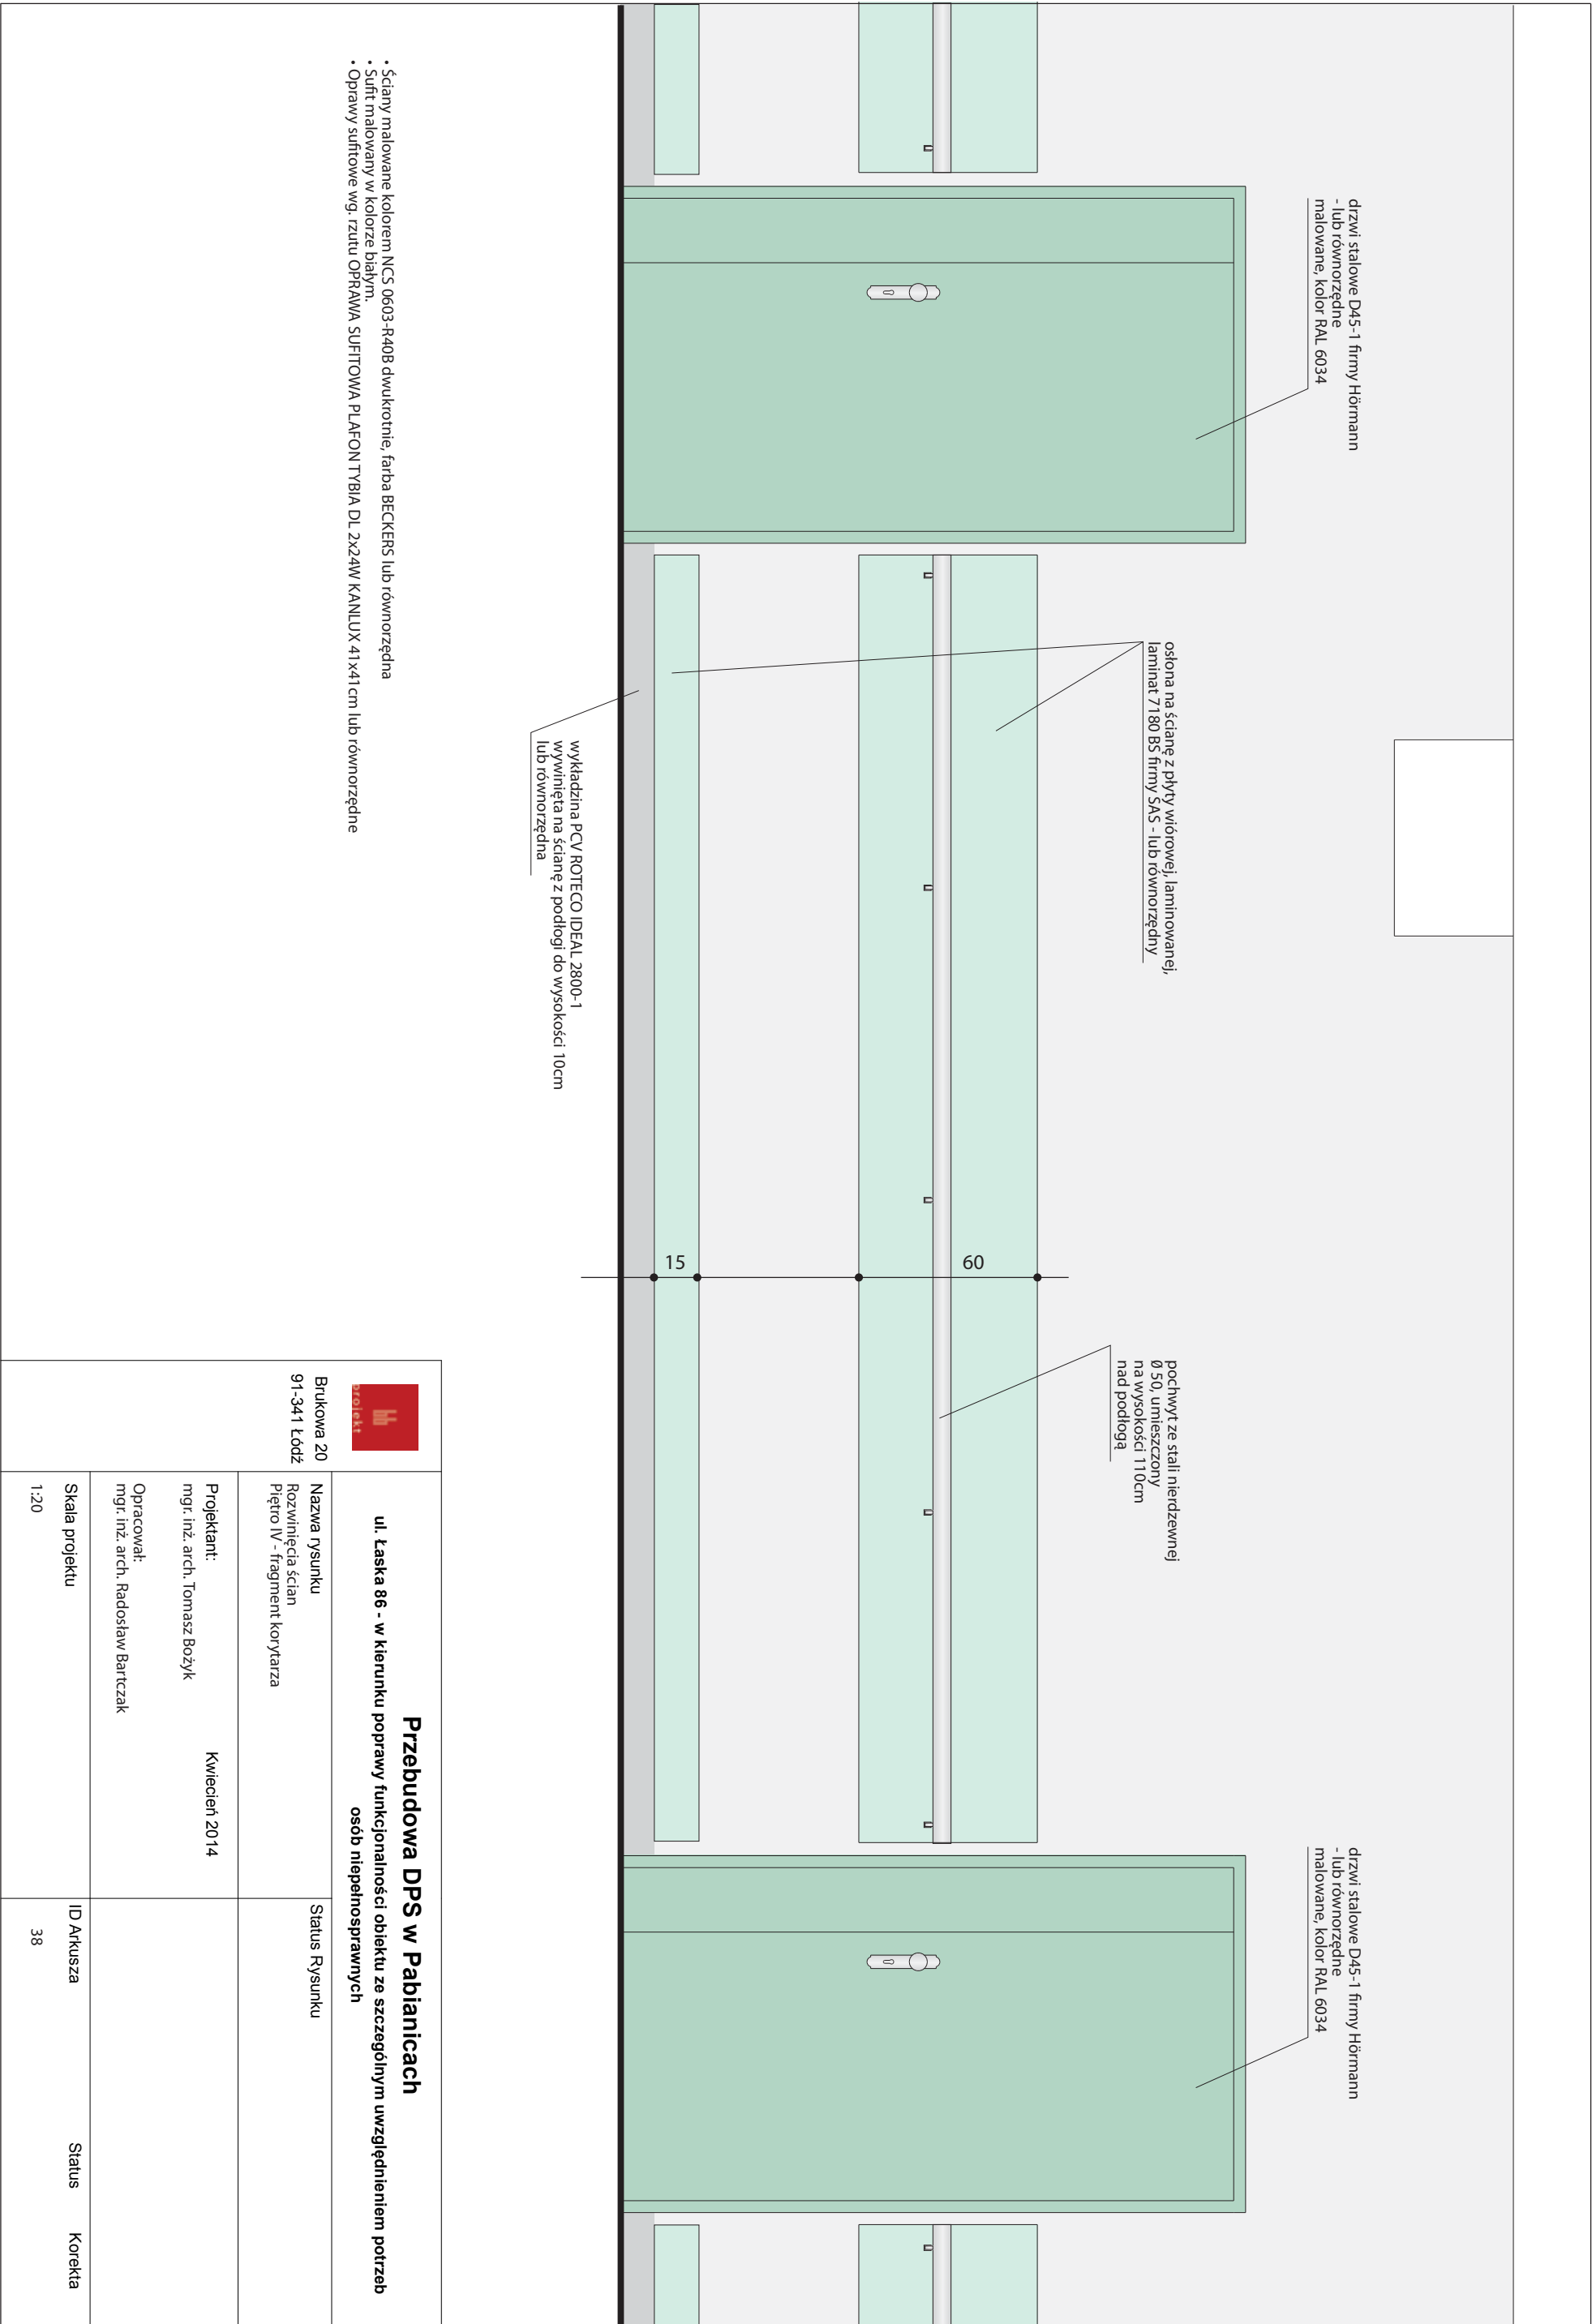 drzwi stalowe D45-1 firmy Hörmann
- lub równorzędne
malowane, kolor RAL 6034
osłona na ścianę z płyty wiórowej, laminowanej,
laminat 7180 BS firmy SAS - lub równorzędny
pochwyt ze stali nierdzewnej
Ø 50, umieszczony
na wysokości 110cm
nad podłogą
drzwi stalowe D45-1 firmy Hörmann
- lub równorzędne
malowane, kolor RAL 6034
60
15
wykładzina PCV ROTECO IDEAL 2800-1
wywinięta na ścianę z podłogi do wysokości 10cm
lub równorzędna
• Ściany malowane kolorem NCS 0603-R40B dwukrotnie, farba BECKERS lub równorzędna
• Sufit malowany w kolorze białym.
• Oprawy sufitowe wg. rzutu OPRAWA SUFITOWA PLAFON TYBIA DL 2x24W KANLUX 41x41cm lub równorzędne
projekt
Brukowa 20
91-341 Łódź
Przebudowa DPS w Pabianicach
ul. Łaska 86 - w kierunku poprawy funkcjonalności obiektu ze szczególnym uwzględnieniem potrzeb
osób niepełnosprawnych
Nazwa rysunku
Rozwinięcia ścian
Piętro IV - fragment korytarza
Status Rysunku
Projektant: Kwiecień 2014
mgr. inż. arch. Tomasz Bożyk
Opracował:
mgr. inż. arch. Radosław Bartczak
Skala projektu
1:20
ID Arkusza
38
Status
Korekta